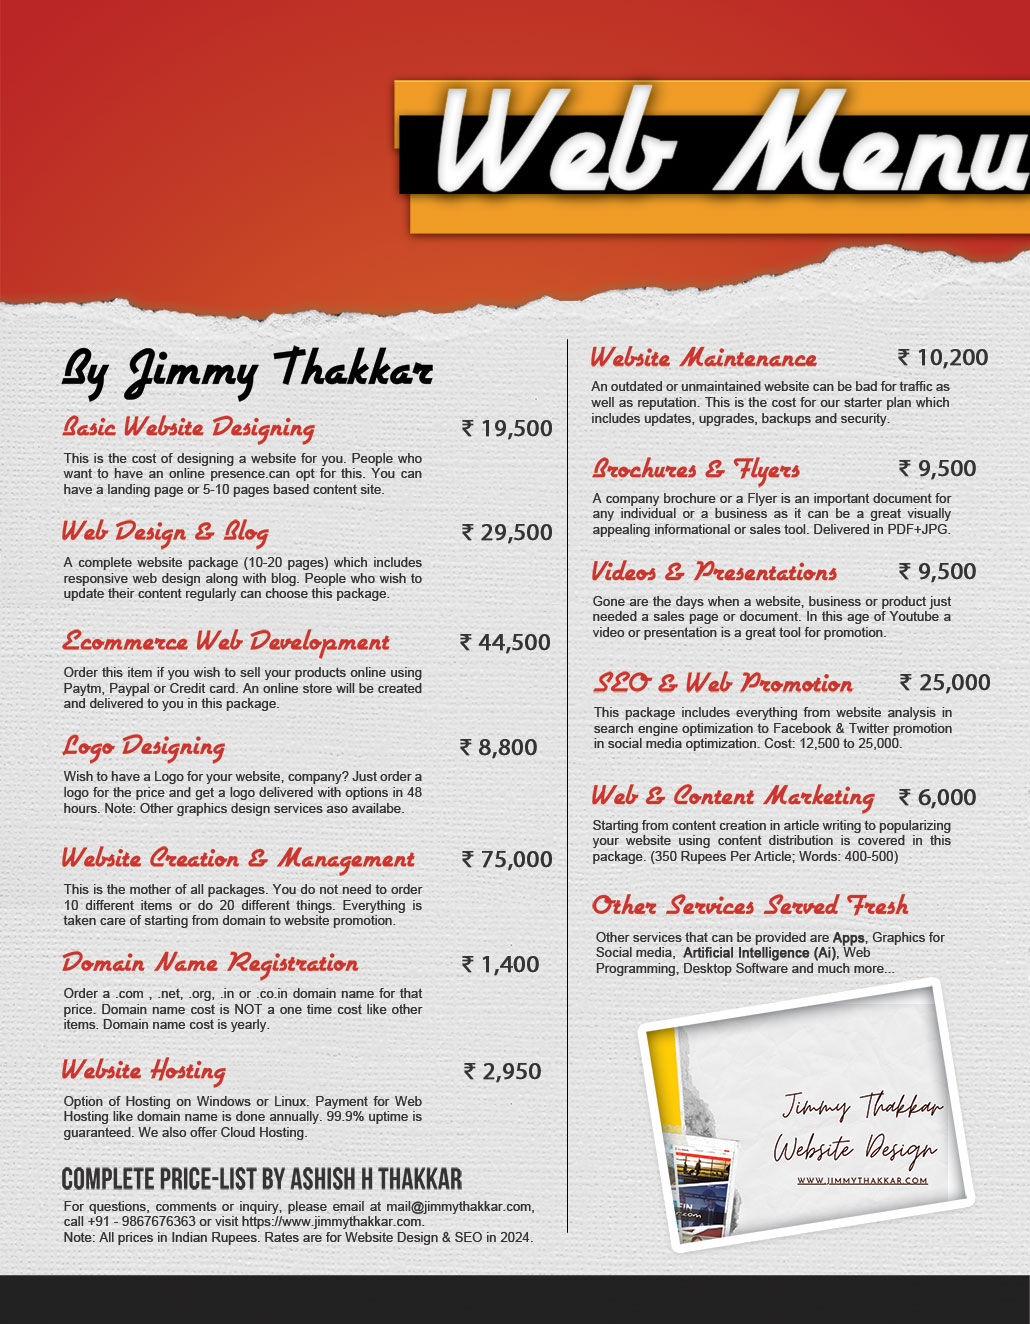 Web Menu
By Jimmy Thakkar
Basic Website Designing ₹ 19,500
This is the cost of designing a website for you. People who
want to have an online presence.can opt for this. You can
have a landing page or 5-10 pages based content site.
Web Design & Blog ₹ 29,500
A complete website package (10-20 pages) which includes
responsive web design along with blog. People who wish to
update their content regularly can choose this package.
Ecommerce Web Development ₹ 44,500
Order this item if you wish to sell your products online using
Paytm, Paypal or Credit card. An online store will be created
and delivered to you in this package.
Logo Designing ₹ 8,800
Wish to have a Logo for your website, company? Just order a
logo for the price and get a logo delivered with options in 48
hours. Note: Other graphics design services aso availabe.
Website Creation & Management ₹ 75,000
This is the mother of all packages. You do not need to order
10 different items or do 20 different things. Everything is
taken care of starting from domain to website promotion.
Domain Name Registration ₹ 1,400
Order a .com , .net, .org, .in or .co.in domain name for that
price. Domain name cost is NOT a one time cost like other
items. Domain name cost is yearly.
Website Hosting ₹ 2,950
Option of Hosting on Windows or Linux. Payment for Web
Hosting like domain name is done annually. 99.9% uptime is
guaranteed. We also offer Cloud Hosting.
COMPLETE PRICE-LIST BY ASHISH H THAKKAR
For questions, comments or inquiry, please email at mail@jimmythakkar.com,
call +91 - 9867676363 or visit https://www.jimmythakkar.com.
Note: All prices in Indian Rupees. Rates are for Website Design & SEO in 2024.
Website Maintenance ₹ 10,200
An outdated or unmaintained website can be bad for traffic as
well as reputation. This is the cost for our starter plan which
includes updates, upgrades, backups and security.
Brochures & Flyers ₹ 9,500
A company brochure or a Flyer is an important document for
any individual or a business as it can be a great visually
appealing informational or sales tool. Delivered in PDF+JPG.
Videos & Presentations ₹ 9,500
Gone are the days when a website, business or product just
needed a sales page or document. In this age of Youtube a
video or presentation is a great tool for promotion.
SEO & Web Promotion ₹ 25,000
This package includes everything from website analysis in
search engine optimization to Facebook & Twitter promotion
in social media optimization. Cost: 12,500 to 25,000.
Web & Content Marketing ₹ 6,000
Starting from content creation in article writing to popularizing
your website using content distribution is covered in this
package. (350 Rupees Per Article; Words: 400-500)
Other Services Served Fresh
Other services that can be provided are Apps, Graphics for
Social media, Artificial Intelligence (Ai), Web
Programming, Desktop Software and much more...
Jimmy Thakkar
Website Design
WWW.JIMMYTHAKKAR.COM